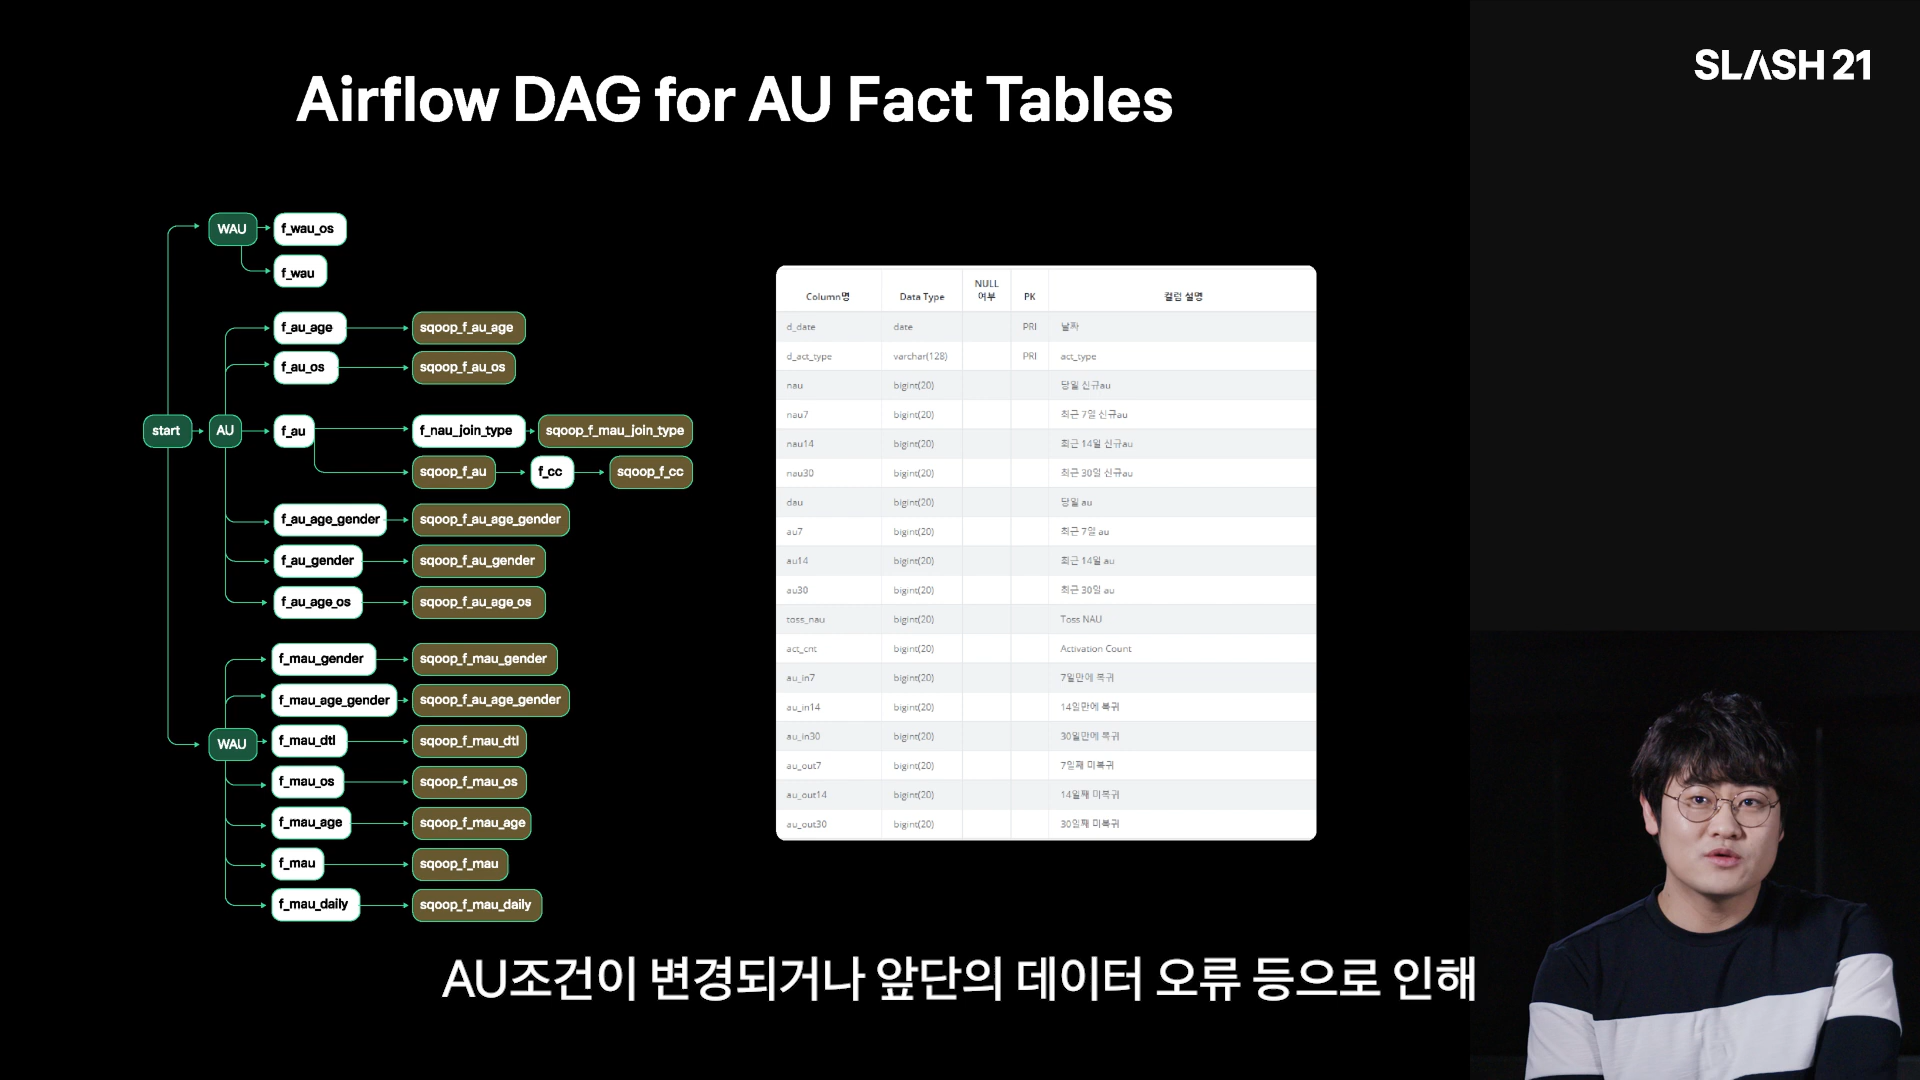 SLASH 21
Airflow DAG for AU Fact Tables
WAU
f_wau_os
f_wau
f_au_age
sqoop_f_au_age
f_au_os
sqoop_f_au_os
start
AU
f_au
f_nau_join_type
sqoop_f_mau_join_type
sqoop_f_au
f_cc
sqoop_f_cc
f_au_age_gender
sqoop_f_au_age_gender
f_au_gender
sqoop_f_au_gender
f_au_age_os
sqoop_f_au_age_os
f_mau_gender
sqoop_f_mau_gender
f_mau_age_gender
sqoop_f_au_age_gender
WAU
f_mau_dtl
sqoop_f_mau_dtl
f_mau_os
sqoop_f_mau_os
f_mau_age
sqoop_f_mau_age
f_mau
sqoop_f_mau
f_mau_daily
sqoop_f_mau_daily
Column명 Data Type NULL 여부 PK 컬럼 설명
d_date date PRI 날짜
d_act_type varchar(128) PRI act_type
nau bigint(20) 당일 신규au
nau7 bigint(20) 최근 7일 신규au
nau14 bigint(20) 최근 14일 신규au
nau30 bigint(20) 최근 30일 신규au
dau bigint(20) 당일 au
au7 bigint(20) 최근 7일 au
au14 bigint(20) 최근 14일 au
au30 bigint(20) 최근 30일 au
toss_nau bigint(20) Toss NAU
act_cnt bigint(20) Activation Count
au_in7 bigint(20) 7일만에 복귀
au_in14 bigint(20) 14일만에 복귀
au_in30 bigint(20) 30일만에 복귀
au_out7 bigint(20) 7일째 미복귀
au_out14 bigint(20) 14일째 미복귀
au_out30 bigint(20) 30일째 미복귀
AU조건이 변경되거나 앞단의 데이터 오류 등으로 인해